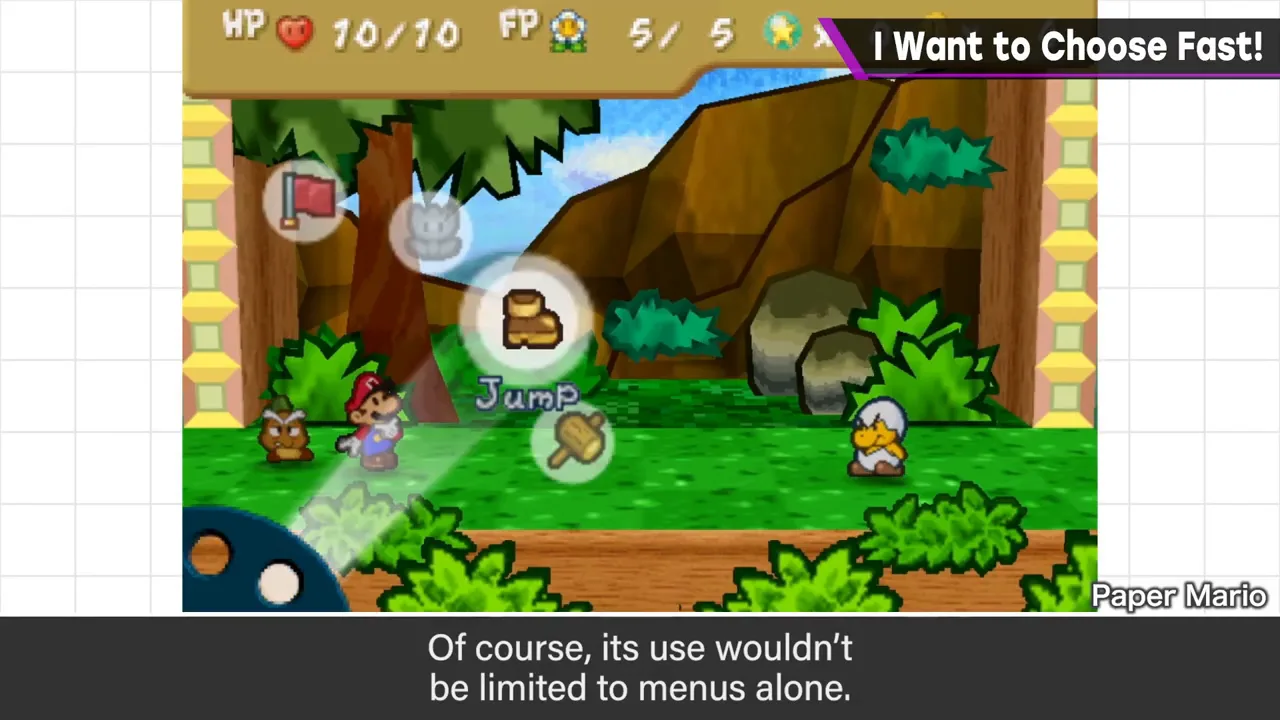 HP 10/10 FP 5/ 5
I Want to Choose Fast!
Jump
Paper Mario
Of course, its use wouldn't
be limited to menus alone.